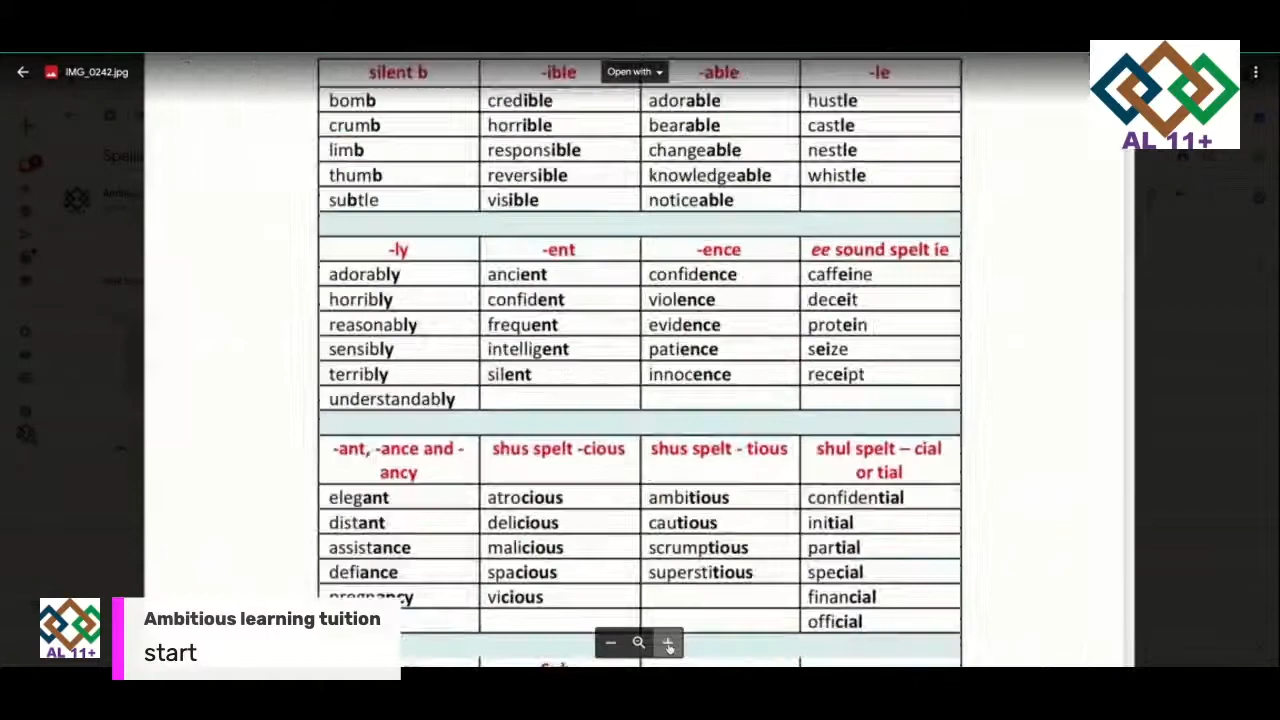 IMG_0242.jpg
Open with
AL 11+
silent b -ible -able -le
bomb credible adorable hustle
crumb horrible bearable castle
limb responsible changeable nestle
thumb reversible knowledgeable whistle
subtle visible noticeable
-ly -ent -ence ee sound spelt ie
adorably ancient confidence caffeine
horribly confident violence deceit
reasonably frequent evidence protein
sensibly intelligent patience seize
terribly silent innocence receipt
understandably
-ant, -ance and - shus spelt -cious shus spelt - tious shul spelt – cial
ancy or tial
elegant atrocious ambitious confidential
distant delicious cautious initial
assistance malicious scrumptious partial
defiance spacious superstitious special
pregnancy vicious financial
official
Ambitious learning tuition
start
AL 11+